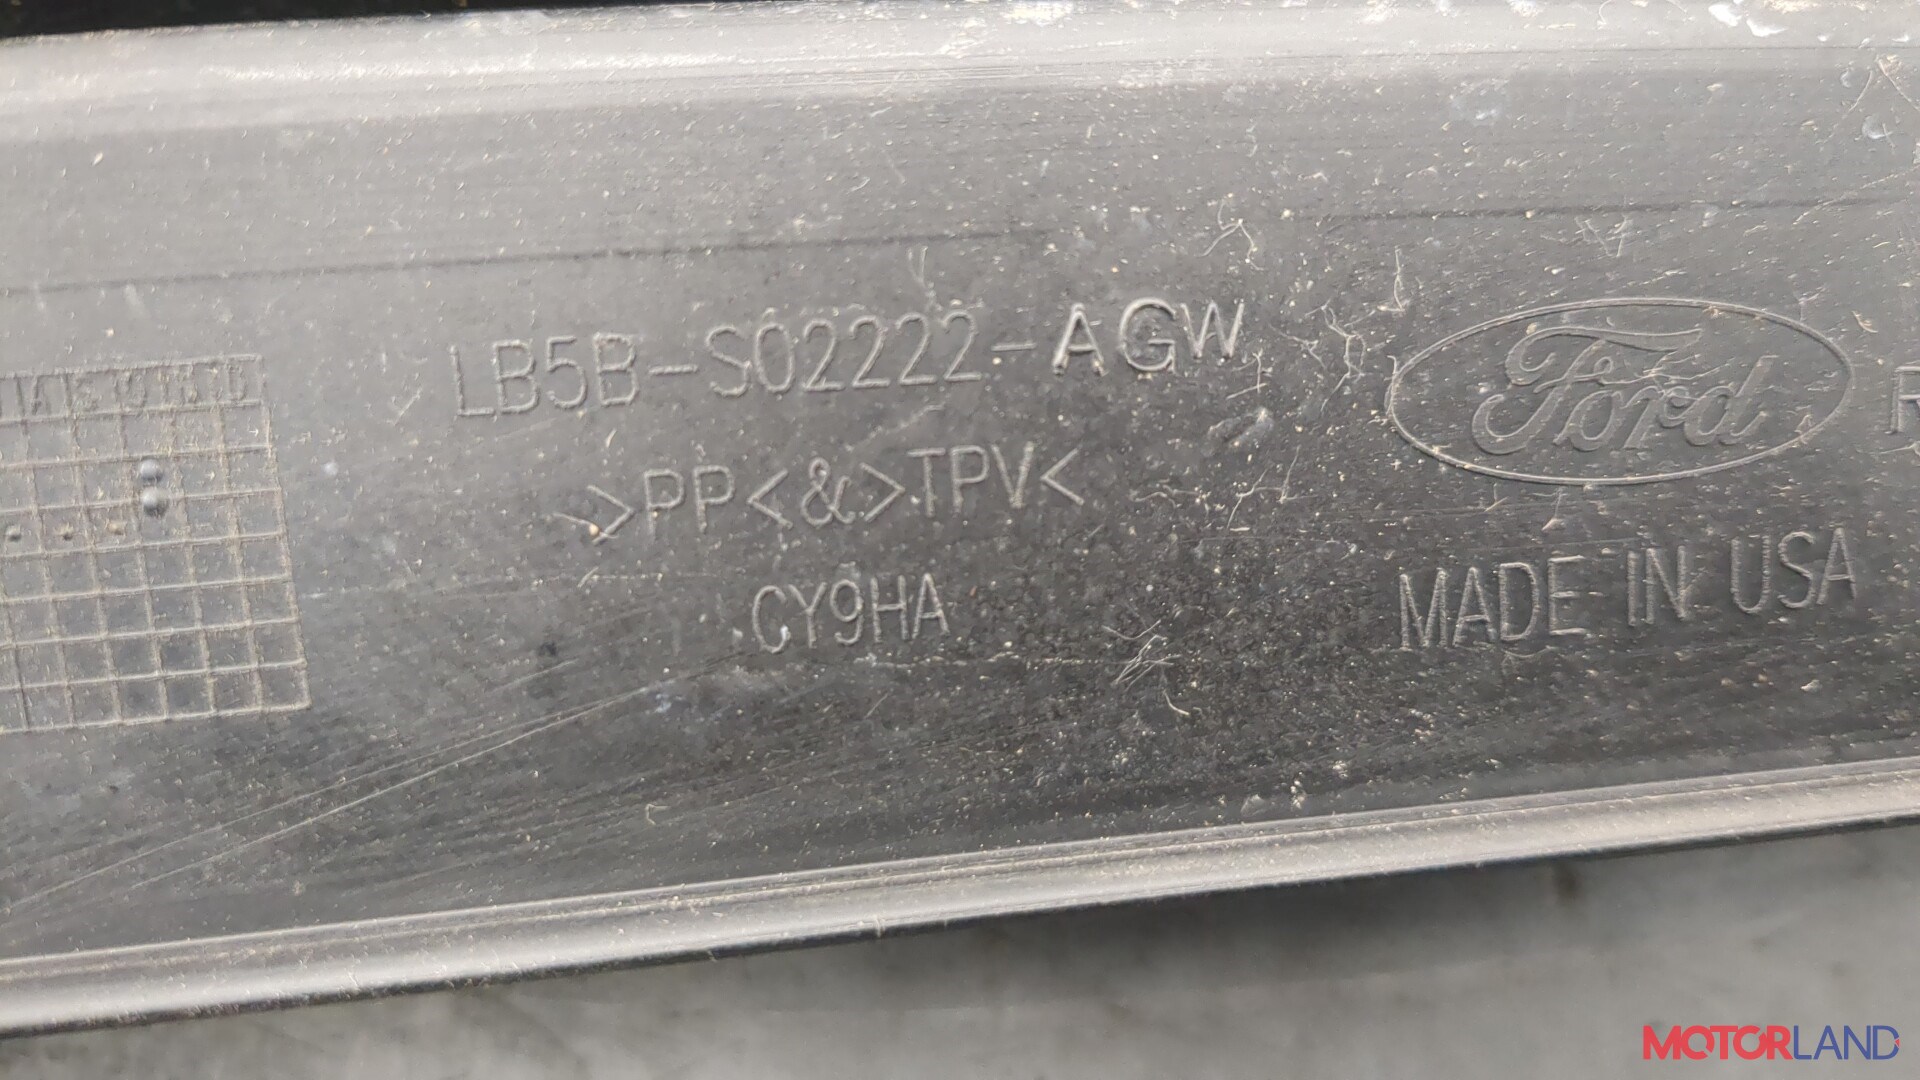 LB5B-S02222-AGW
>PP<&>TPV<
CY9HA
Ford
R
MADE IN USA
MOTORLAND